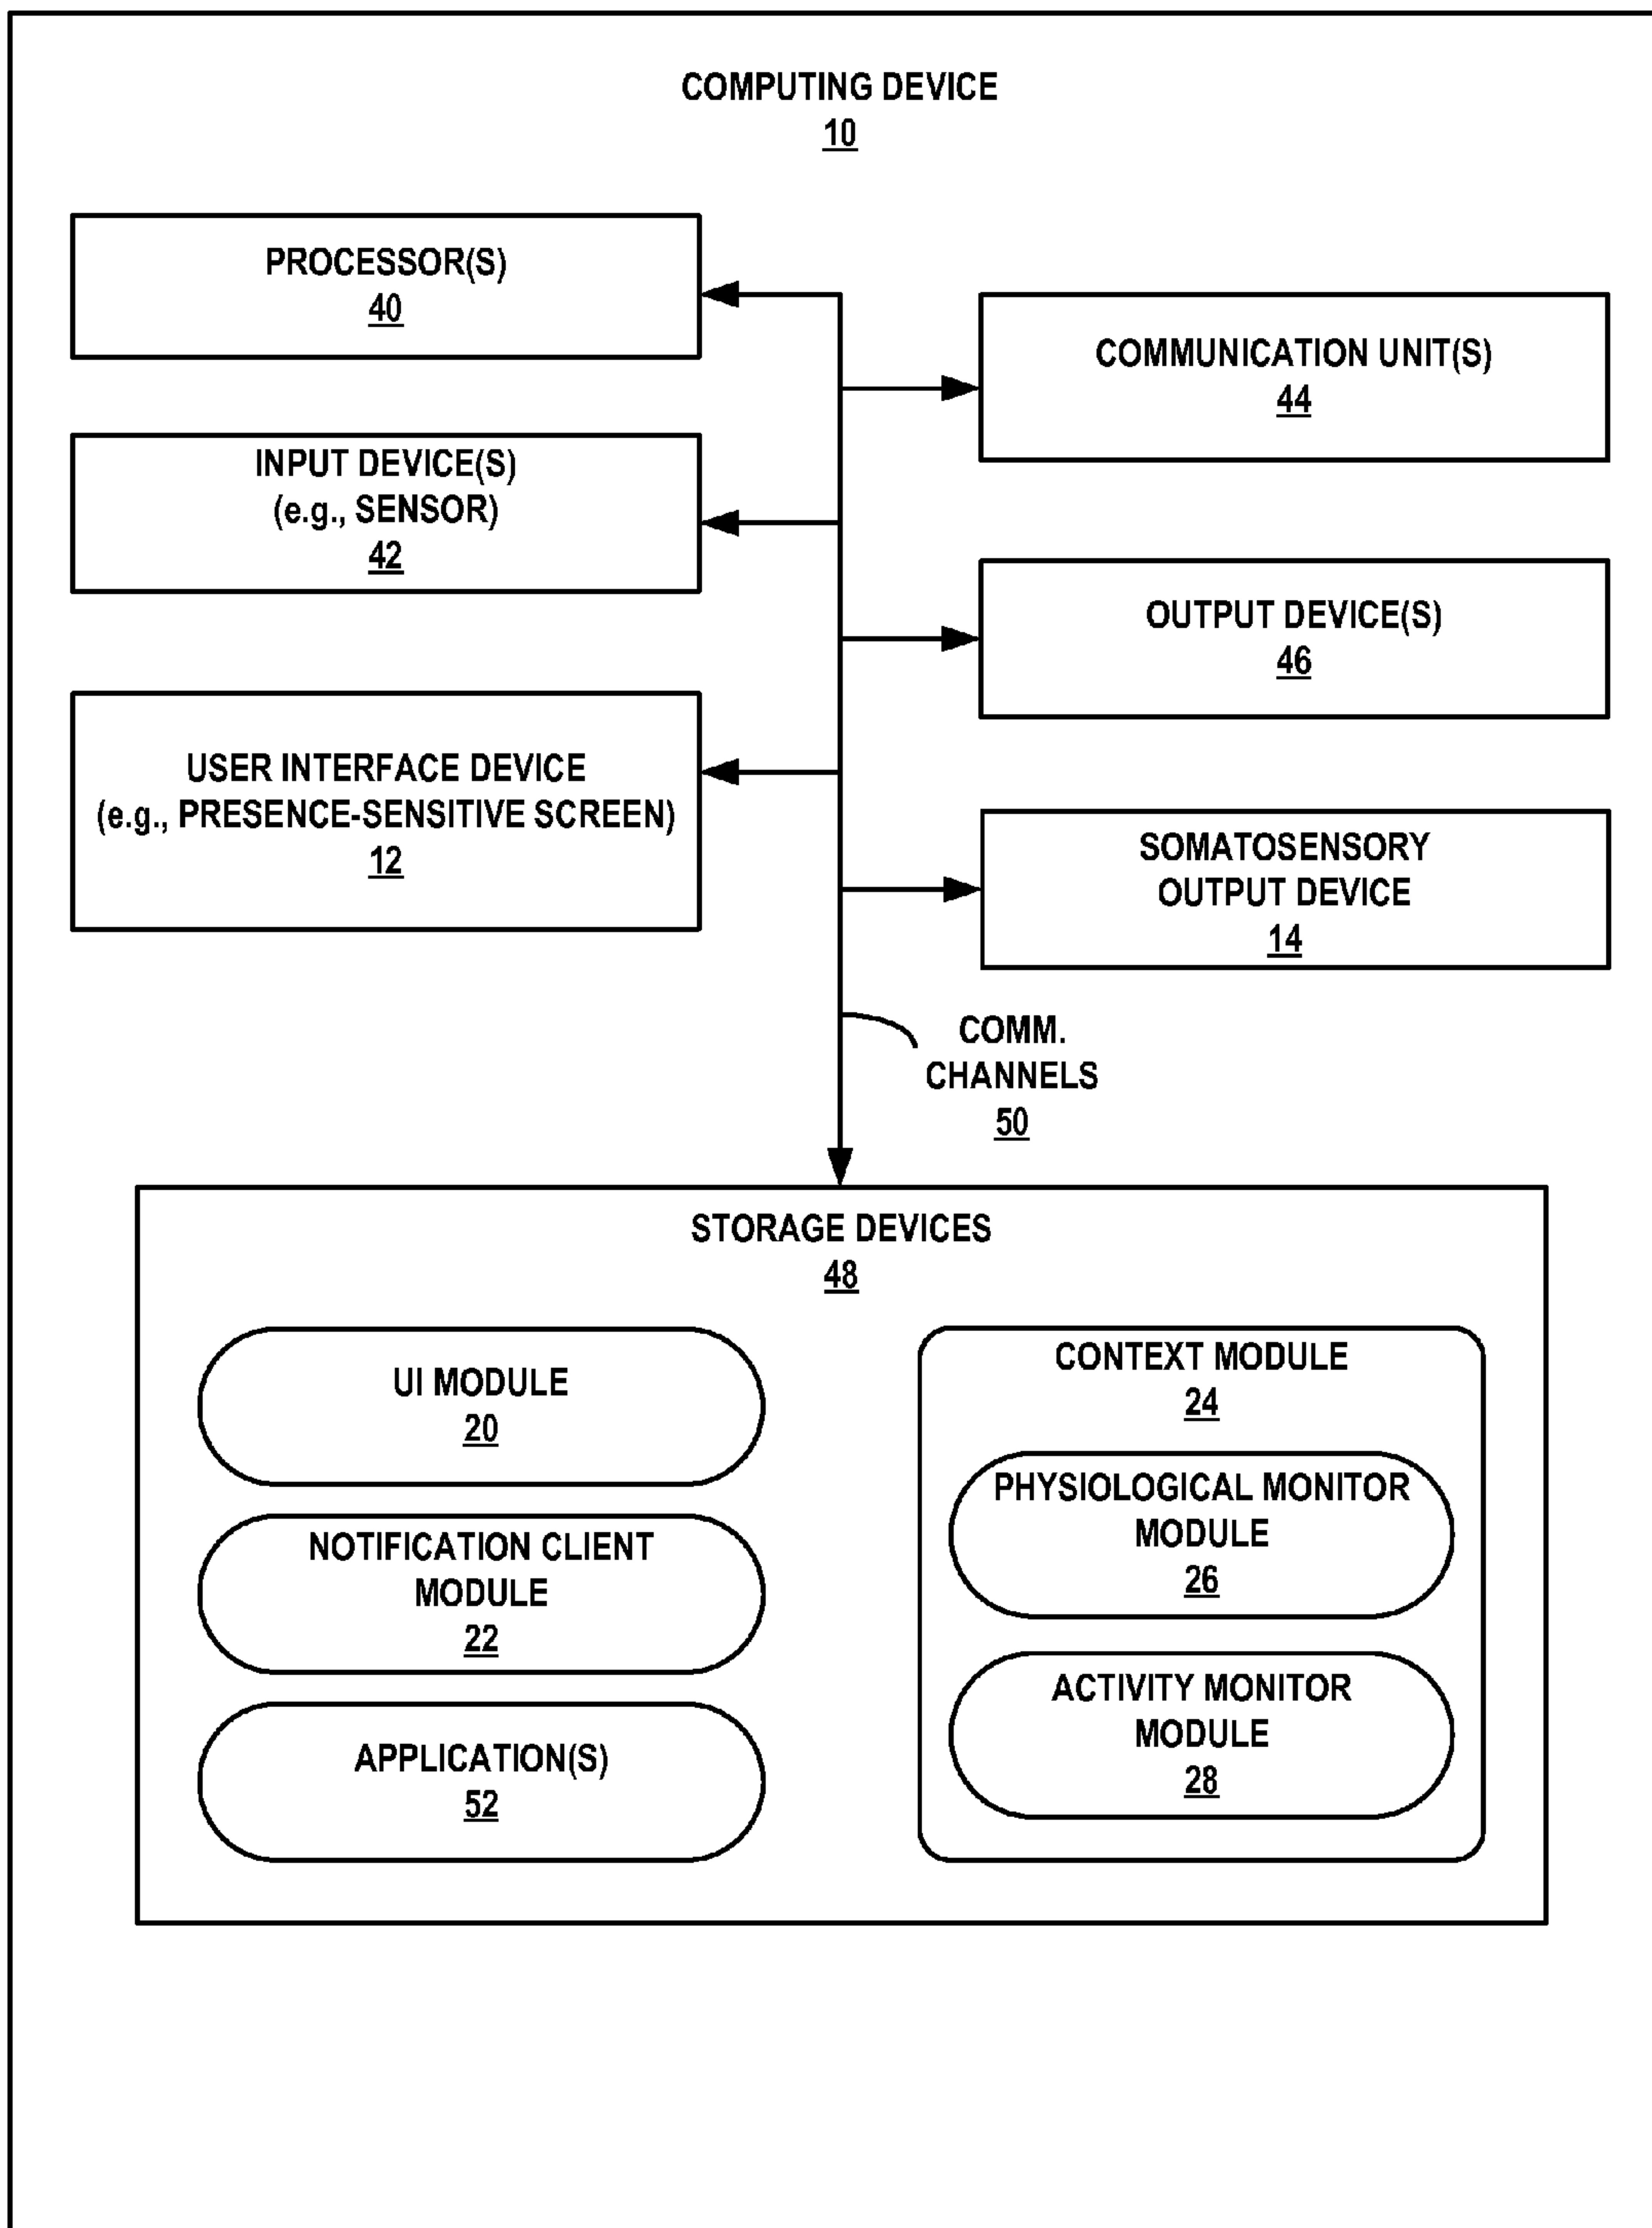 COMPUTING DEVICE
10
PROCESSOR(S)
40
COMMUNICATION UNIT(S)
44
INPUT DEVICE(S)
(e.g., SENSOR)
42
OUTPUT DEVICE(S)
46
USER INTERFACE DEVICE
(e.g., PRESENCE-SENSITIVE SCREEN)
12
SOMATOSENSORY
OUTPUT DEVICE
14
COMM.
CHANNELS
50
STORAGE DEVICES
48
UI MODULE
20
NOTIFICATION CLIENT
MODULE
22
APPLICATION(S)
52
CONTEXT MODULE
24
PHYSIOLOGICAL MONITOR
MODULE
26
ACTIVITY MONITOR
MODULE
28